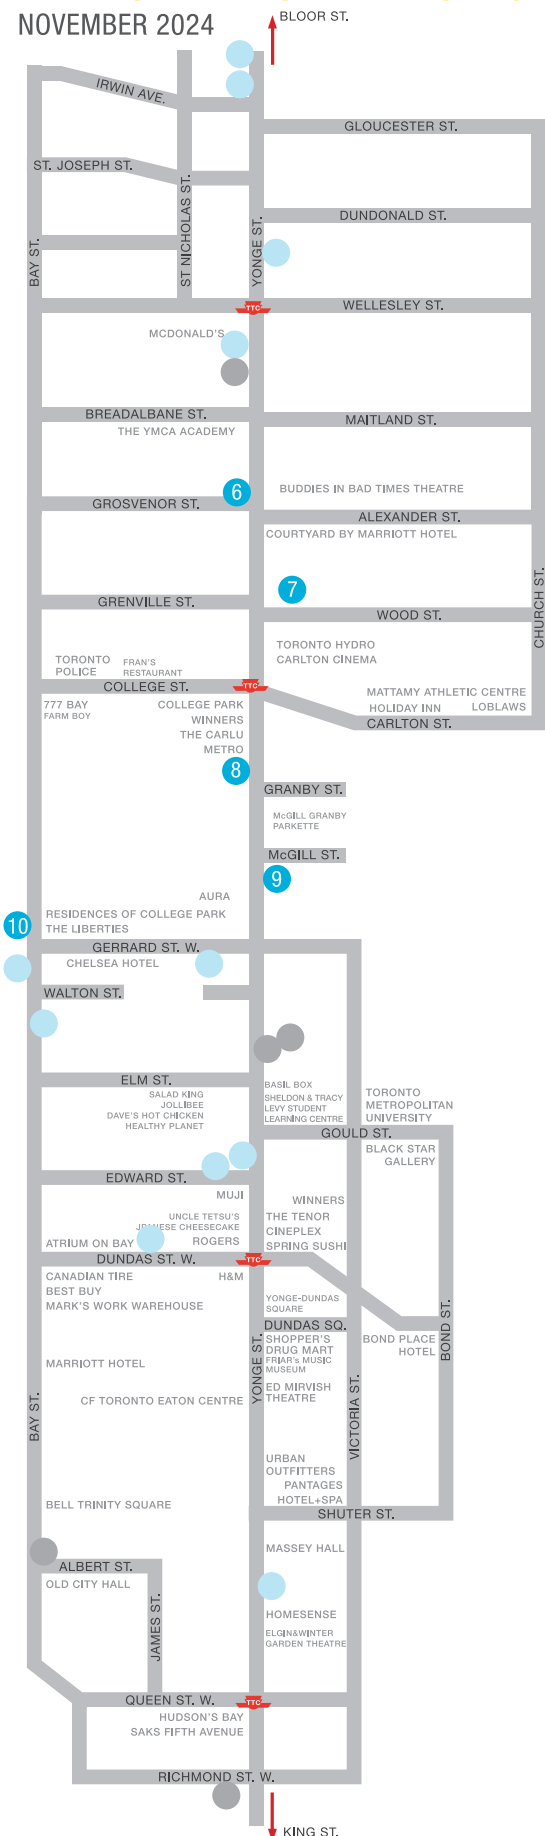 NOVEMBER 2024
BLOOR ST.
IRWIN AVE.
GLOUCESTER ST.
ST. JOSEPH ST.
ST NICHOLAS ST.
BAY ST.
YONGE ST.
DUNDONALD ST.
TTC
WELLESLEY ST.
MCDONALD'S
BREADALBANE ST.
MAITLAND ST.
THE YMCA ACADEMY
6
BUDDIES IN BAD TIMES THEATRE
GROSVENOR ST.
ALEXANDER ST.
COURTYARD BY MARRIOTT HOTEL
CHURCH ST.
7
GRENVILLE ST.
WOOD ST.
TORONTO HYDRO
CARLTON CINEMA
TORONTO
POLICE
FRAN'S
RESTAURANT
COLLEGE ST.
TTC
MATTAMY ATHLETIC CENTRE
HOLIDAY INN
LOBLAWS
CARLTON ST.
777 BAY
FARM BOY
COLLEGE PARK
WINNERS
THE CARLU
METRO
8
GRANBY ST.
McGILL GRANBY
PARKETTE
McGILL ST.
9
AURA
10
RESIDENCES OF COLLEGE PARK
THE LIBERTIES
GERRARD ST. W.
CHELSEA HOTEL
WALTON ST.
ELM ST.
SALAD KING
JOLLIBEE
DAVE'S HOT CHICKEN
HEALTHY PLANET
BASIL BOX
SHELDON & TRACY
LEVY STUDENT
LEARNING CENTRE
TORONTO
METROPOLITAN
UNIVERSITY
GOULD ST.
BLACK STAR
GALLERY
EDWARD ST.
MUJI
UNCLE TETSU'S
JPANESE CHEESECAKE
ROGERS
WINNERS
THE TENOR
CINEPLEX
SPRING SUSHI
ATRIUM ON BAY
DUNDAS ST. W.
TTC
CANADIAN TIRE
BEST BUY
MARK'S WORK WAREHOUSE
H&M
YONGE-DUNDAS
SQUARE
DUNDAS SQ.
SHOPPER'S
DRUG MART
FRIAR's MUSIC
MUSEUM
ED MIRVISH
THEATRE
BOND PLACE
HOTEL
BOND ST.
YONGE ST.
MARRIOTT HOTEL
CF TORONTO EATON CENTRE
BAY ST.
VICTORIA ST.
URBAN
OUTFITTERS
PANTAGES
HOTEL+SPA
BELL TRINITY SQUARE
SHUTER ST.
MASSEY HALL
ALBERT ST.
OLD CITY HALL
JAMES ST.
HOMESENSE
ELGIN&WINTER
GARDEN THEATRE
QUEEN ST. W.
TTC
HUDSON'S BAY
SAKS FIFTH AVENUE
RICHMOND ST. W.
KING ST.